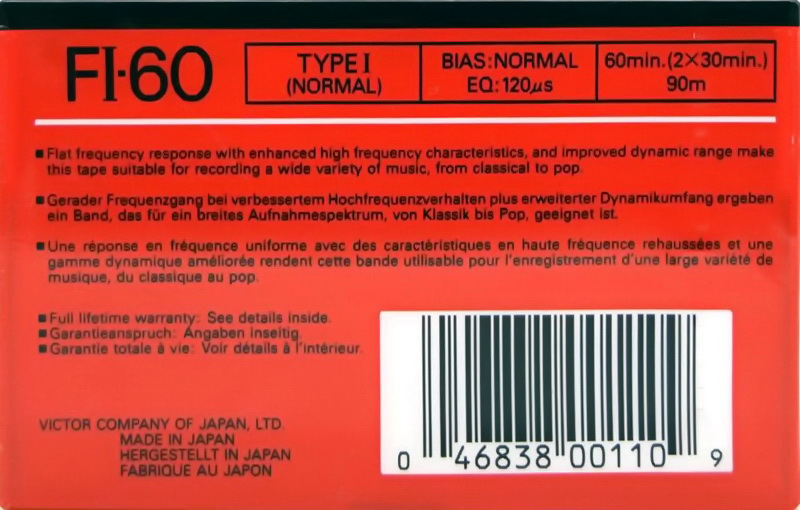 FI-60
TYPE I
(NORMAL)
BIAS:NORMAL
EQ:120μs
60min.(2×30min.)
90m
■ Flat frequency response with enhanced high frequency characteristics, and improved dynamic range make
this tape suitable for recording a wide variety of music, from classical to pop.
■ Gerader Frequenzgang bei verbessertem Hochfrequenzverhalten plus erweiterter Dynamikumfang ergeben
ein Band, das für ein breites Aufnahmespektrum, von Klassik bis Pop, geeignet ist.
■ Une réponse en fréquence uniforme avec des caractéristiques en haute fréquence rehaussées et une
gamme dynamique améliorée rendent cette bande utilisable pour l'enregistrement d'une large variété de
musique, du classique au pop.
■ Full lifetime warranty: See details inside.
■ Garantieanspruch: Angaben Inseitig.
■ Garantie totale à vie: Voir détails à l'intérieur.
VICTOR COMPANY OF JAPAN, LTD.
MADE IN JAPAN
HERGESTELLT IN JAPAN
FABRIQUE AU JAPON
0 46838 00110 9